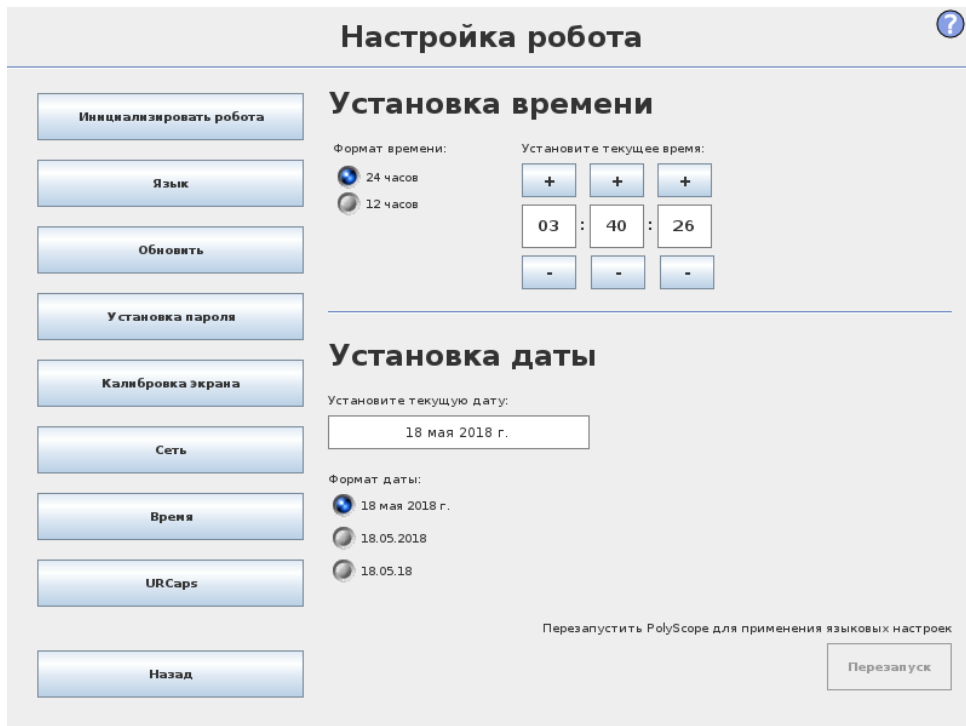 Настройка робота
?
Инициализировать робота
Язык
Обновить
Установка пароля
Калибровка экрана
Сеть
Время
URCaps
Назад
Установка времени
Формат времени:
24 часов
12 часов
Установите текущее время:
+ + +
03 : 40 : 26
- - -
Установка даты
Установите текущую дату:
18 мая 2018 г.
Формат даты:
18 мая 2018 г.
18.05.2018
18.05.18
Перезапустить PolyScope для применения языковых настроек
Перезапуск